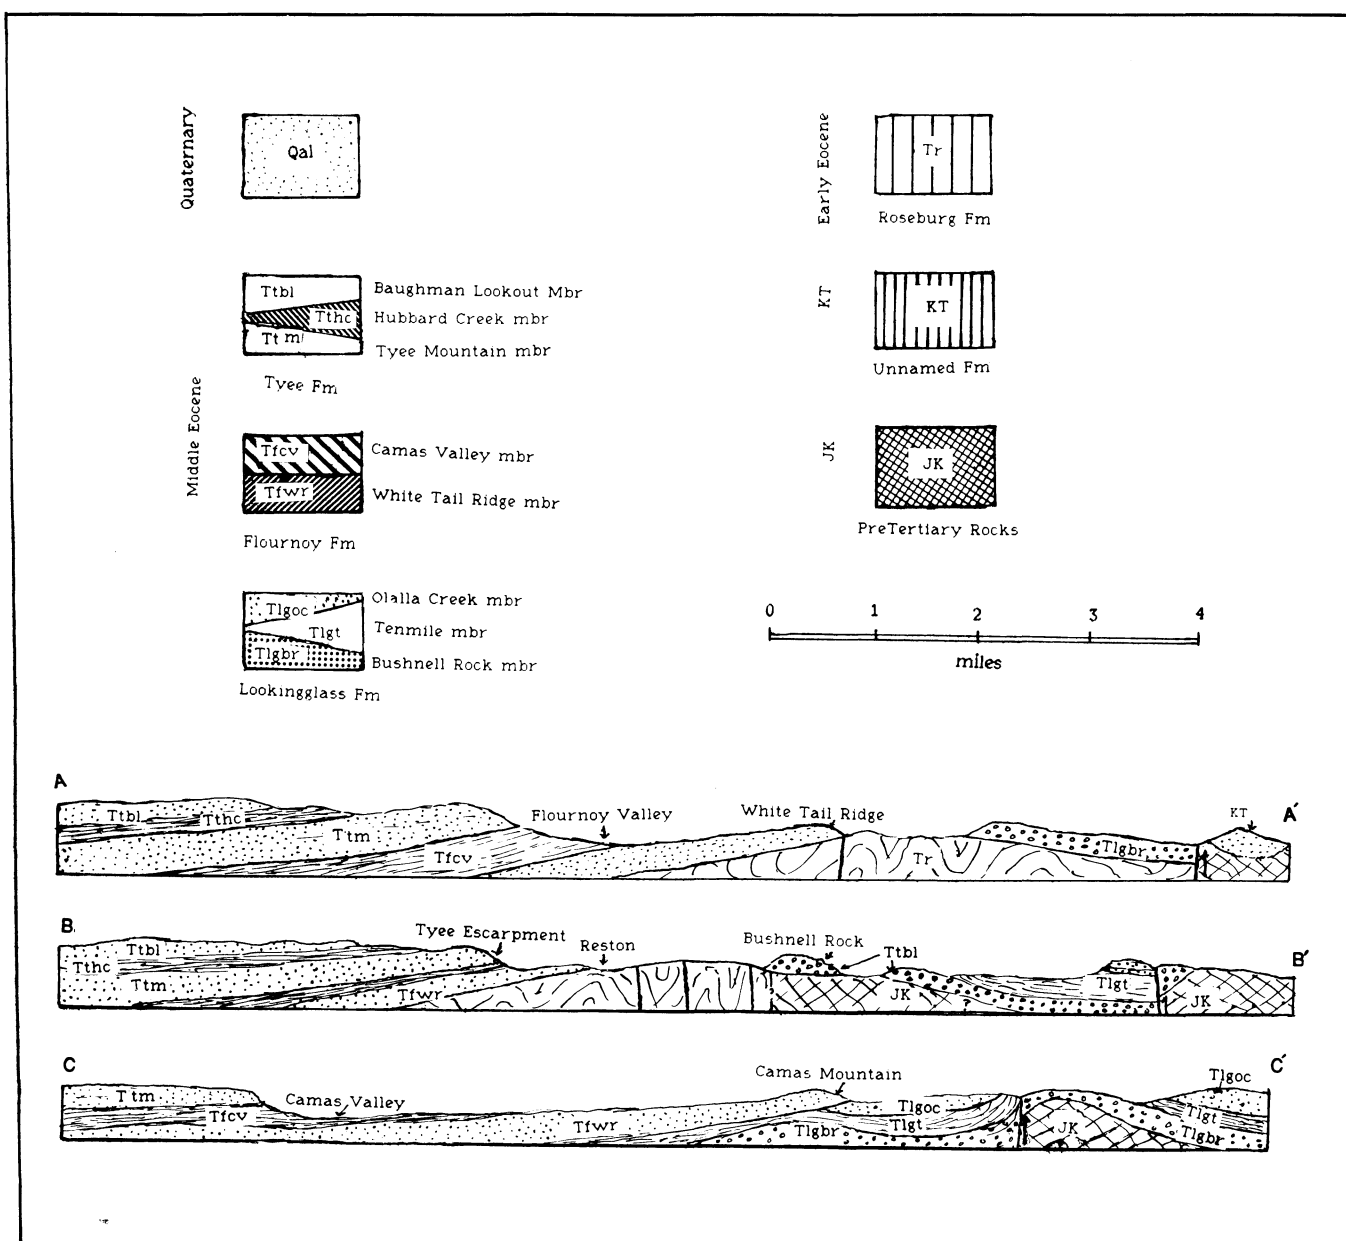 Quaternary
Qal
Middle Eocene
Ttbl
Tthc
Ttm
Baughman Lookout Mbr
Hubbard Creek mbr
Tyee Mountain mbr
Tyee Fm
Tfcv
Tfwr
Camas Valley mbr
White Tail Ridge mbr
Flournoy Fm
Tlgoc
Tlgt
Tlgbr
Olalla Creek mbr
Tenmile mbr
Bushnell Rock mbr
Lookingglass Fm
Early Eocene
Tr
Roseburg Fm
KT
KT
Unnamed Fm
JK
JK
PreTertiary Rocks
0 1 2 3 4
miles
A
A'
Ttbl
Tthc
Ttm
Tfcv
Flournoy Valley
White Tail Ridge
Tr
Tlgbr
KT
B
B'
Ttbl
Tthc
Ttm
Tyee Escarpment
Tfwr
Reston
Bushnell Rock
Ttbl
JK
Tlgt
JK
C
C'
Ttm
Tfcv
Camas Valley
Tfwr
Camas Mountain
Tlgoc
Tlgt
Tlgbr
JK
Tlgoc
Tlgt
Tlgbr